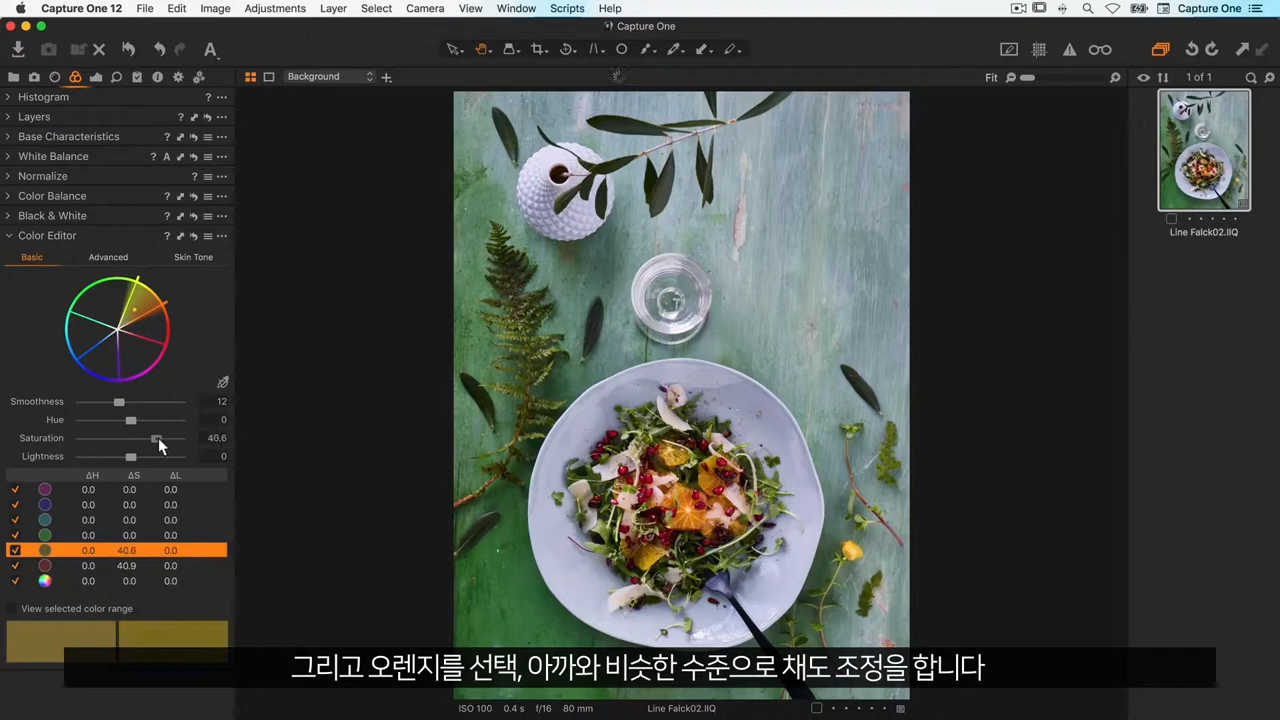 Capture One 12 File Edit Image Adjustments Layer Select Camera View Window Scripts Help Capture One
Capture One
Background
Fit
1 of 1
Histogram
Layers
Base Characteristics
White Balance
Normalize
Color Balance
Black & White
Color Editor
Basic Advanced Skin Tone
Smoothness 12
Hue 0
Saturation 40.6
Lightness 0
ΔH ΔS ΔL
0.0 0.0 0.0
0.0 0.0 0.0
0.0 0.0 0.0
0.0 0.0 0.0
0.0 40.6 0.0
0.0 40.9 0.0
0.0 0.0 0.0
View selected color range
Line Falck02.IIQ
그리고 오렌지를 선택, 아까와 비슷한 수준으로 채도 조정을 합니다
ISO 100 0.4 s f/16 80 mm Line Falck02.IIQ